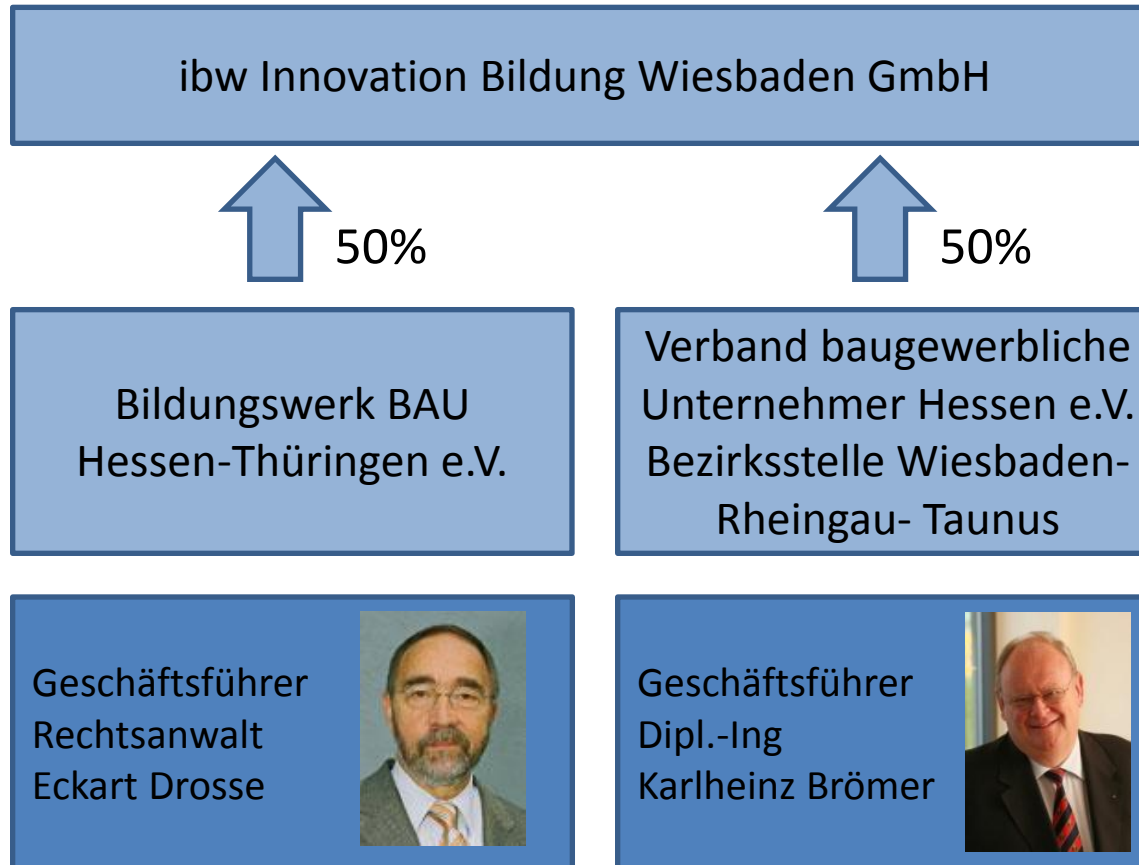 ibw Innovation Bildung Wiesbaden GmbH
50%
50%
Bildungswerk BAU
Hessen-Thüringen e.V.
Verband baugewerbliche
Unternehmer Hessen e.V.
Bezirksstelle Wiesbaden-
Rheingau- Taunus
Geschäftsführer
Rechtsanwalt
Eckart Drosse
Geschäftsführer
Dipl.-Ing
Karlheinz Brömer